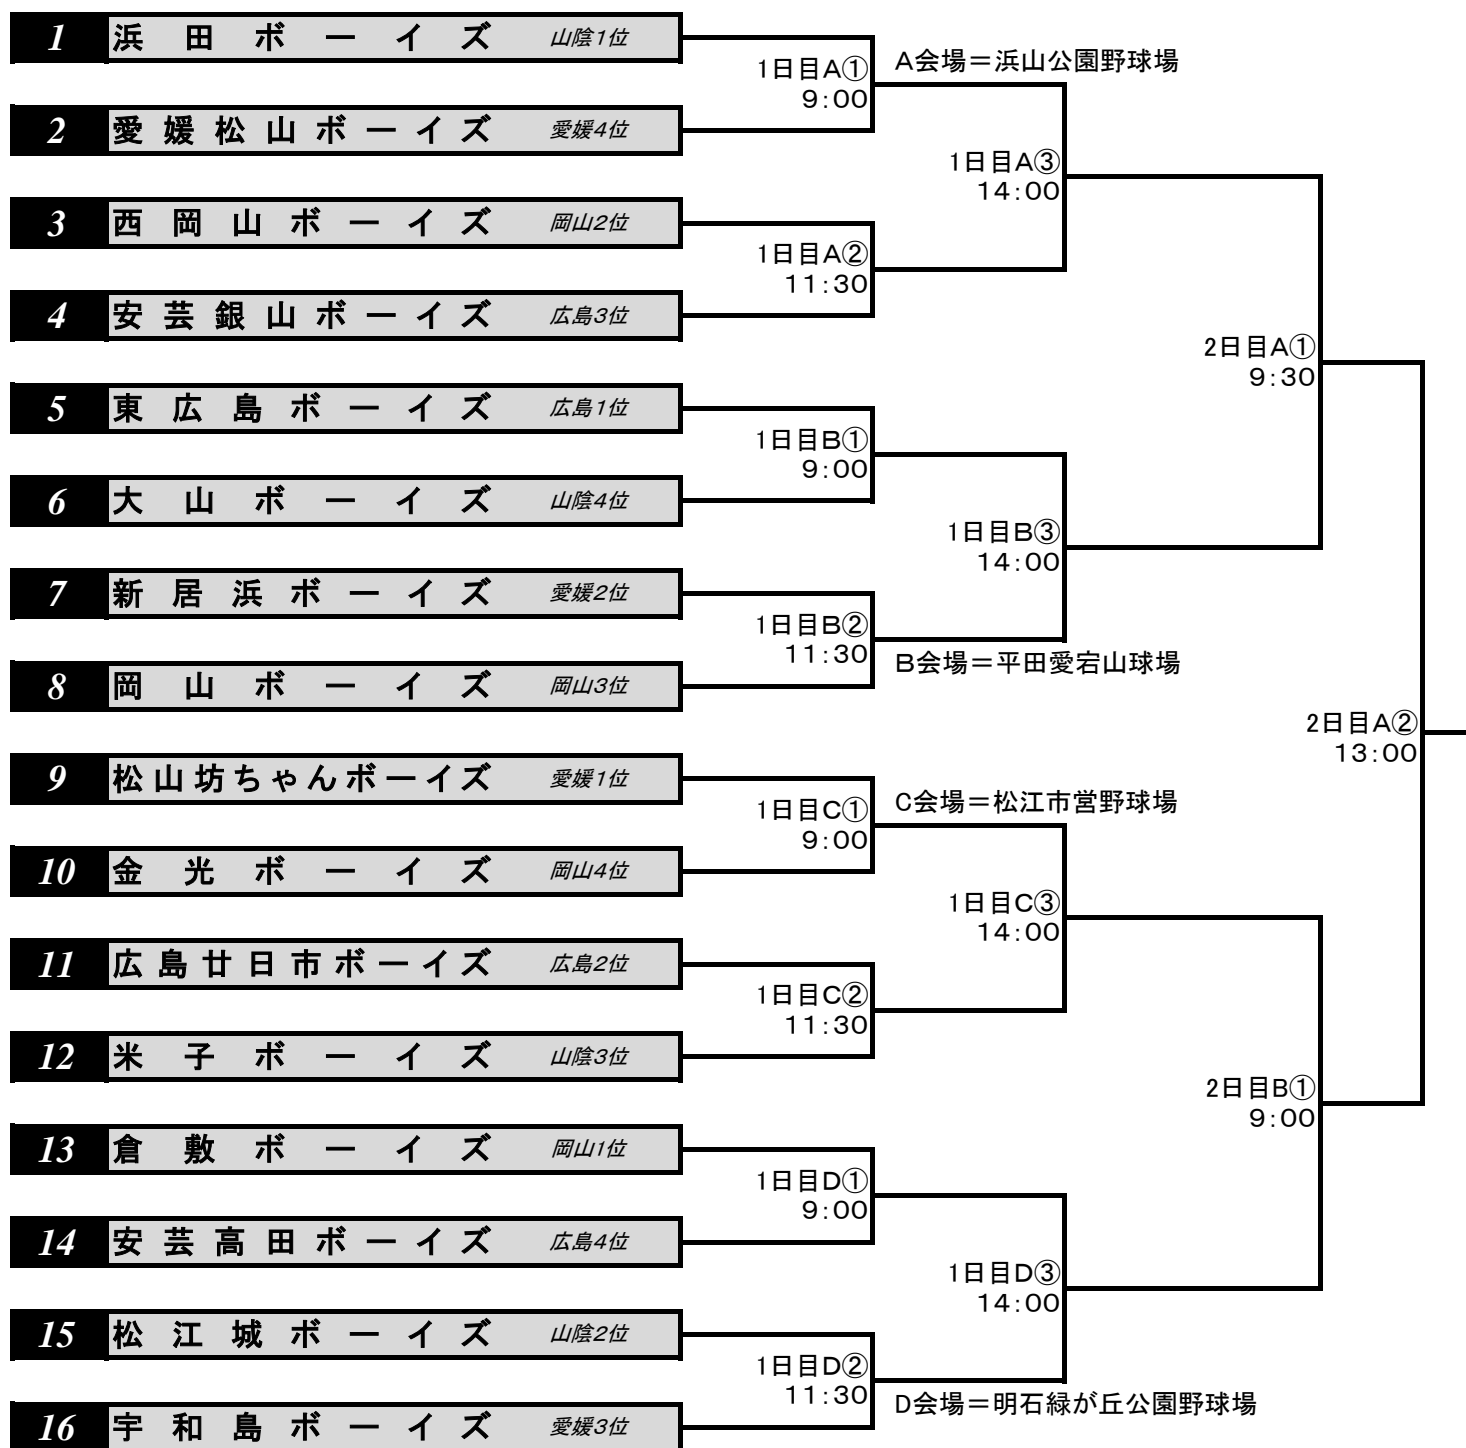 1 浜田ボーイズ 山陰1位
1日目A①
9:00
A会場＝浜山公園野球場
2 愛媛松山ボーイズ 愛媛4位
1日目A③
14:00
3 西岡山ボーイズ 岡山2位
1日目A②
11:30
4 安芸銀山ボーイズ 広島3位
2日目A①
9:30
5 東広島ボーイズ 広島1位
1日目B①
9:00
6 大山ボーイズ 山陰4位
1日目B③
14:00
7 新居浜ボーイズ 愛媛2位
1日目B②
11:30
B会場＝平田愛宕山球場
8 岡山ボーイズ 岡山3位
2日目A②
13:00
9 松山坊ちゃんボーイズ 愛媛1位
1日目C①
9:00
C会場＝松江市営野球場
10 金光ボーイズ 岡山4位
1日目C③
14:00
11 広島廿日市ボーイズ 広島2位
1日目C②
11:30
12 米子ボーイズ 山陰3位
2日目B①
9:00
13 倉敷ボーイズ 岡山1位
1日目D①
9:00
14 安芸高田ボーイズ 広島4位
1日目D③
14:00
15 松江城ボーイズ 山陰2位
1日目D②
11:30
D会場＝明石緑が丘公園野球場
16 宇和島ボーイズ 愛媛3位